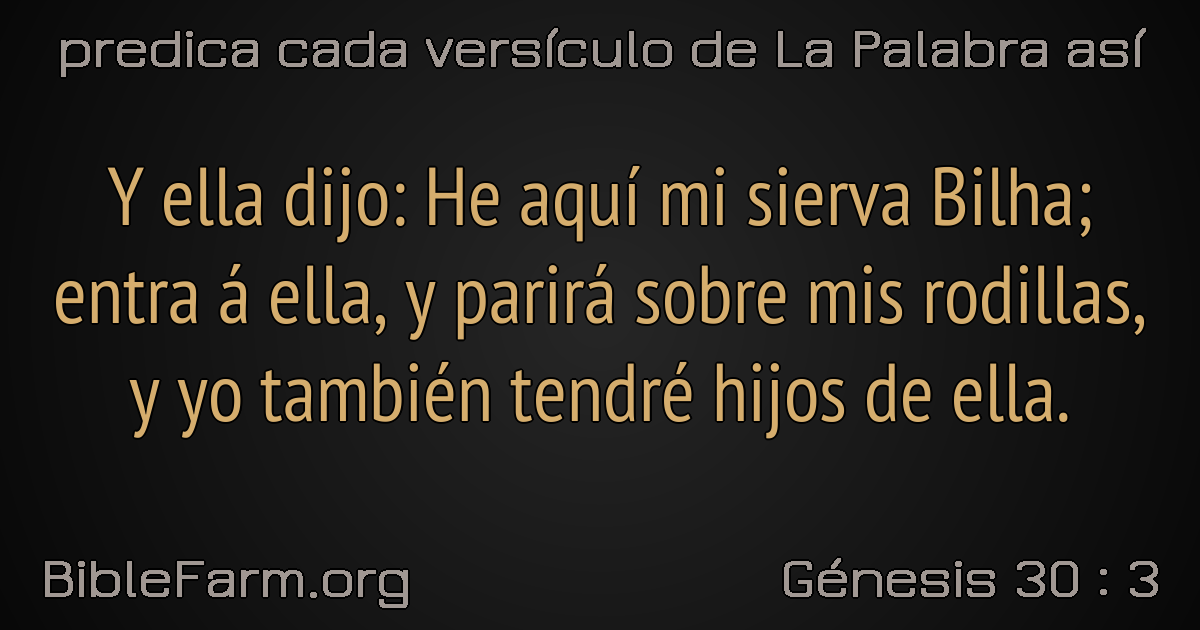 predica cada versículo de La Palabra así
Y ella dijo: He aquí mi sierva Bilha;
entra á ella, y parirá sobre mis rodillas,
y yo también tendré hijos de ella.
BibleFarm.org
Génesis 30 : 3